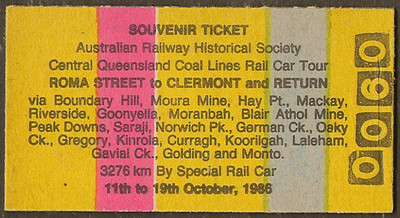 SOUVENIR TICKET
Australian Railway Historical Society
Central Queensland Coal Lines Rail Car Tour
ROMA STREET to CLERMONT and RETURN
via Boundary Hill, Moura Mine, Hay Pt., Mackay,
Riverside, Goonyella, Moranbah, Blair Athol Mine,
Peak Downs, Saraji, Norwich Pk., German Ck., Oaky
Ck., Gregory, Kinrola, Curragh, Koorilgah, Laleham,
Gavial Ck., Golding and Monto.
3276 km By Special Rail Car
11th to 19th October, 1986
0060